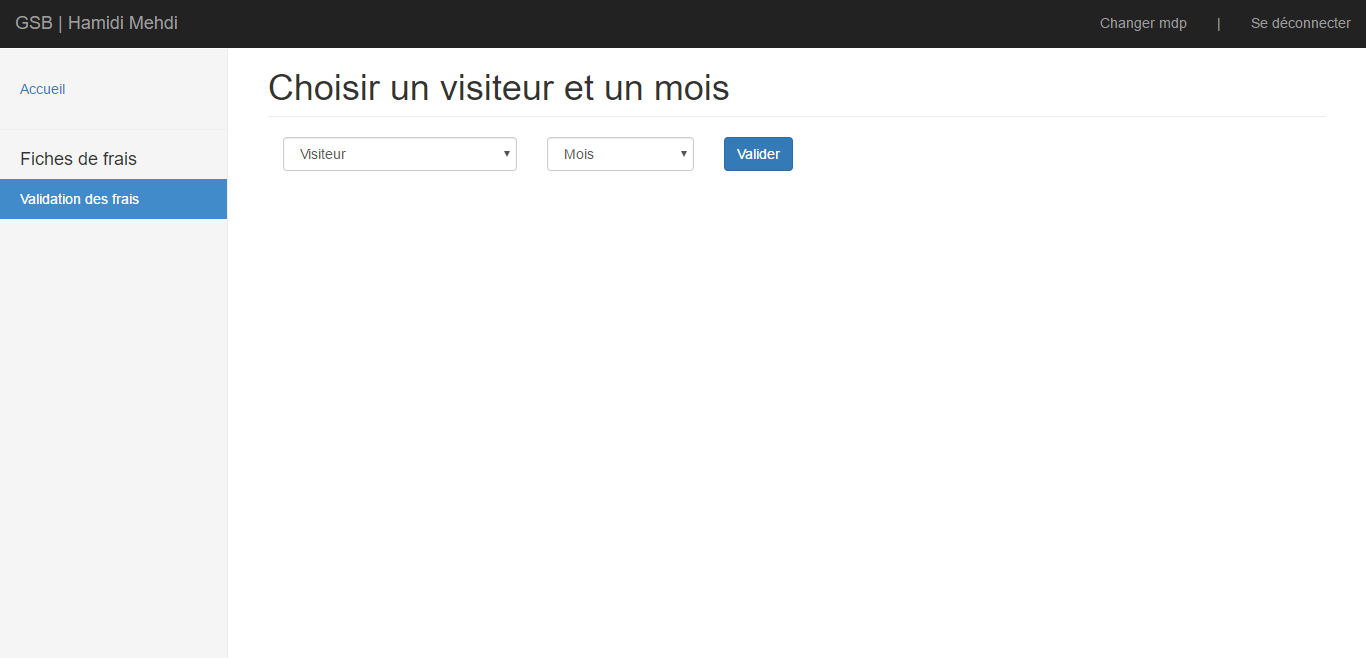 GSB | Hamidi Mehdi
Changer mdp | Se déconnecter
Accueil
Fiches de frais
Validation des frais
Choisir un visiteur et un mois
Visiteur Mois Valider